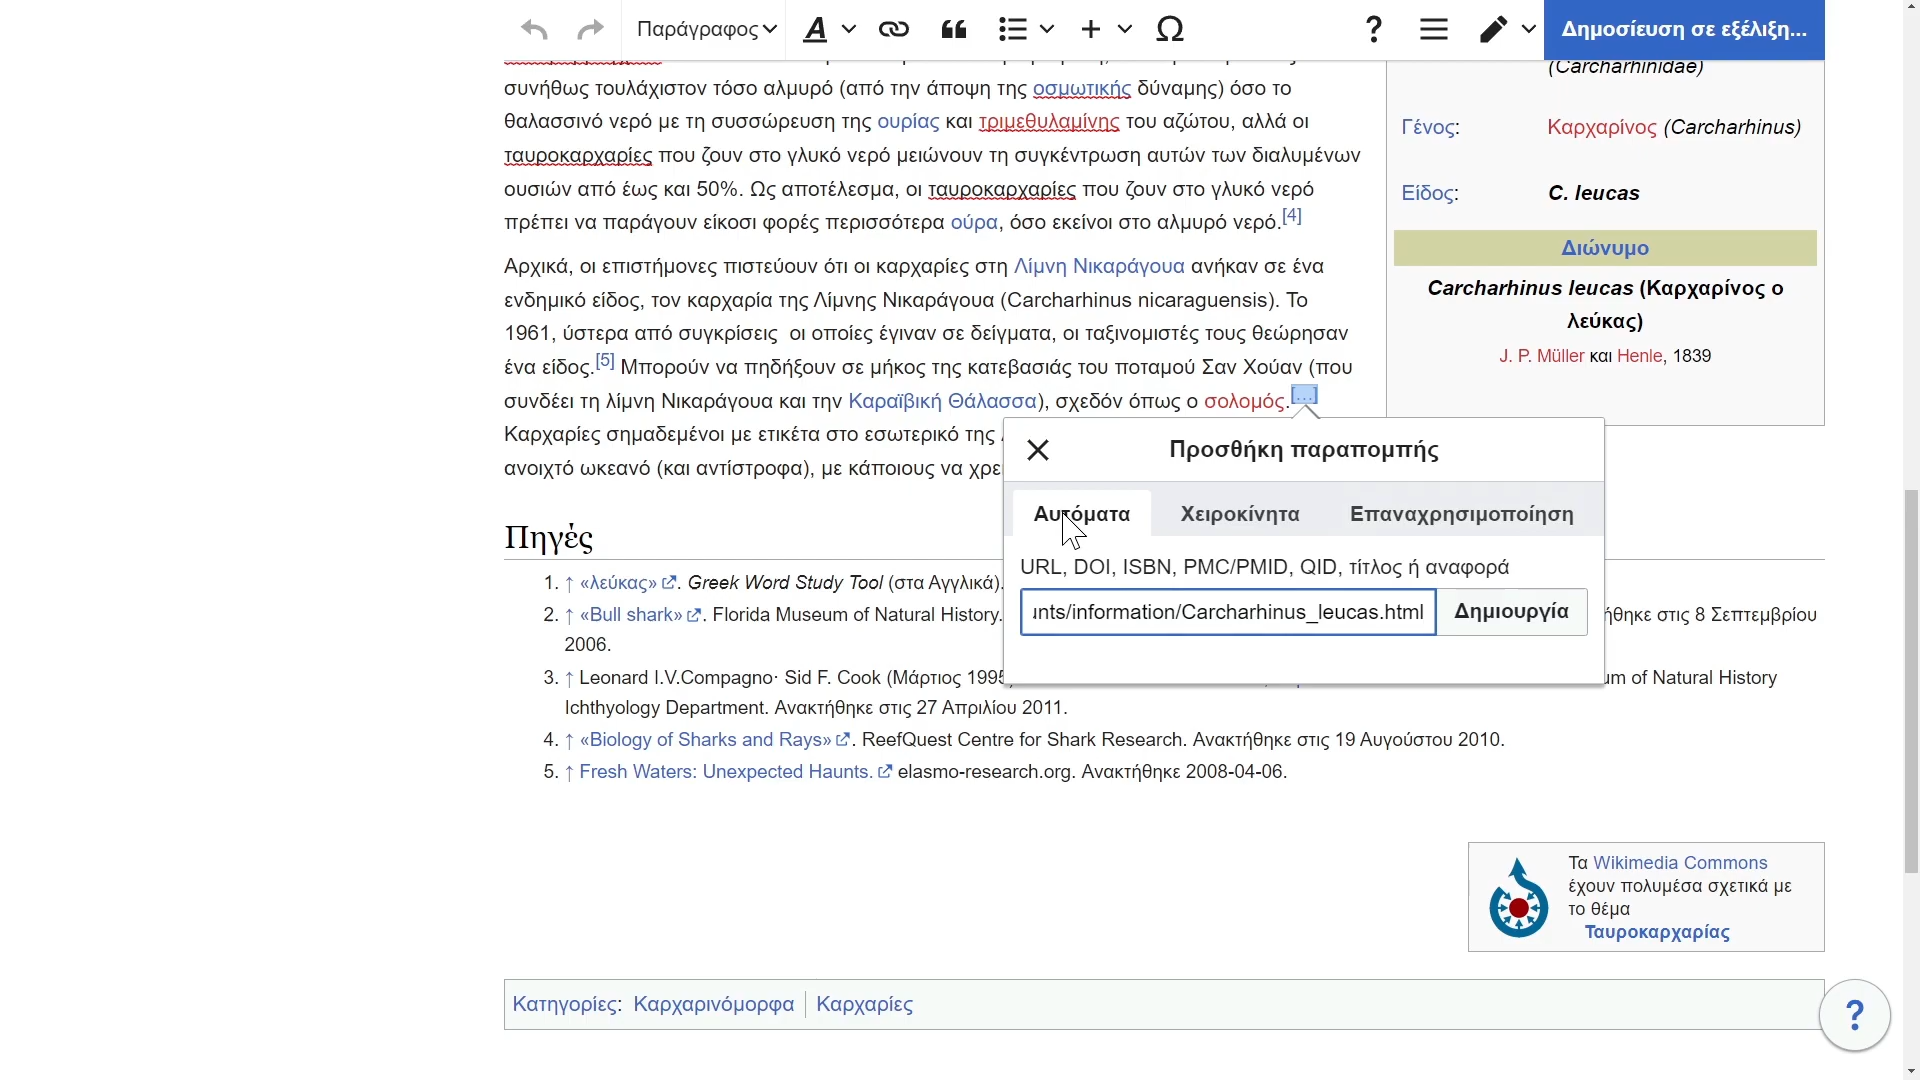 Παράγραφος
A
Ω
?
Δημοσίευση σε εξέλιξη...
συνήθως τουλάχιστον τόσο αλμυρό (από την άποψη της οσμωτικής δύναμης) όσο το
θαλασσινό νερό με τη συσσώρευση της ουρίας και τριμεθυλαμίνης του αζώτου, αλλά οι
ταυροκαρχαρίες που ζουν στο γλυκό νερό μειώνουν τη συγκέντρωση αυτών των διαλυμένων
ουσιών από έως και 50%. Ως αποτέλεσμα, οι ταυροκαρχαρίες που ζουν στο γλυκό νερό
πρέπει να παράγουν είκοσι φορές περισσότερα ούρα, όσο εκείνοι στο αλμυρό νερό.[4]
Αρχικά, οι επιστήμονες πιστεύουν ότι οι καρχαρίες στη Λίμνη Νικαράγουα ανήκαν σε ένα
ενδημικό είδος, τον καρχαρία της Λίμνης Νικαράγουα (Carcharhinus nicaraguensis). Το
1961, ύστερα από συγκρίσεις οι οποίες έγιναν σε δείγματα, οι ταξινομιστές τους θεώρησαν
ένα είδος.[5] Μπορούν να πηδήξουν σε μήκος της κατεβασιάς του ποταμού Σαν Χούαν (που
συνδέει τη λίμνη Νικαράγουα και την Καραϊβική Θάλασσα), σχεδόν όπως ο σολομός.[...]
Καρχαρίες σημαδεμένοι με ετικέτα στο εσωτερικό της
ανοιχτό ωκεανό (και αντίστροφα), με κάποιους να χρε
(Carcharhinidae)
Γένος: Καρχαρίνος (Carcharhinus)
Είδος: C. leucas
Διώνυμο
Carcharhinus leucas (Καρχαρίνος ο
λεύκας)
J. P. Müller και Henle, 1839
Προσθήκη παραπομπής
Αυτόματα Χειροκίνητα Επαναχρησιμοποίηση
URL, DOI, ISBN, PMC/PMID, QID, τίτλος ή αναφορά
unts/information/Carcharhinus_leucas.html Δημιουργία
Πηγές
1. ↑ «λεύκας». Greek Word Study Tool (στα Αγγλικά).
2. ↑ «Bull shark». Florida Museum of Natural History. ήθηκε στις 8 Σεπτεμβρίου
2006.
3. ↑ Leonard I.V.Compagno· Sid F. Cook (Μάρτιος 1995 um of Natural History
Ichthyology Department. Ανακτήθηκε στις 27 Απριλίου 2011.
4. ↑ «Biology of Sharks and Rays». ReefQuest Centre for Shark Research. Ανακτήθηκε στις 19 Αυγούστου 2010.
5. ↑ Fresh Waters: Unexpected Haunts. elasmo-research.org. Ανακτήθηκε 2008-04-06.
Τα Wikimedia Commons
έχουν πολυμέσα σχετικά με
το θέμα
Ταυροκαρχαρίας
Κατηγορίες: Καρχαρινόμορφα Καρχαρίες
?